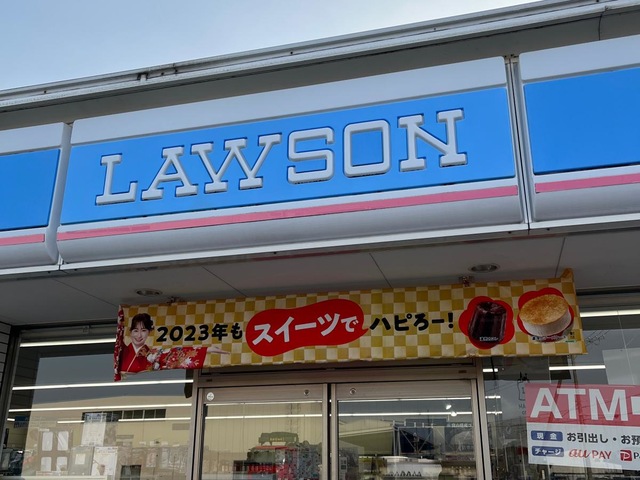 LAWSON
2023年も スイーツで ハピろー!
ATM
現金 お引出し・お預
チャージ au PAY P